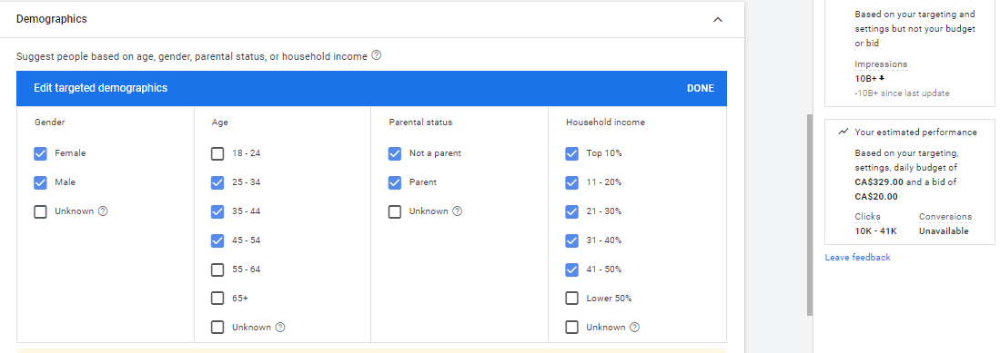 Demographics
Suggest people based on age, gender, parental status, or household income
Edit targeted demographics
DONE
Gender
Female
Male
Unknown
Age
18 - 24
25 - 34
35 - 44
45 - 54
55 - 64
65+
Unknown
Parental status
Not a parent
Parent
Unknown
Household income
Top 10%
11 - 20%
21 - 30%
31 - 40%
41 - 50%
Lower 50%
Unknown
Based on your targeting and
settings but not your budget
or bid
Impressions
10B+
-10B+ since last update
Your estimated performance
Based on your targeting,
settings, daily budget of
CA$329.00 and a bid of
CA$20.00
Clicks Conversions
10K - 41K Unavailable
Leave feedback